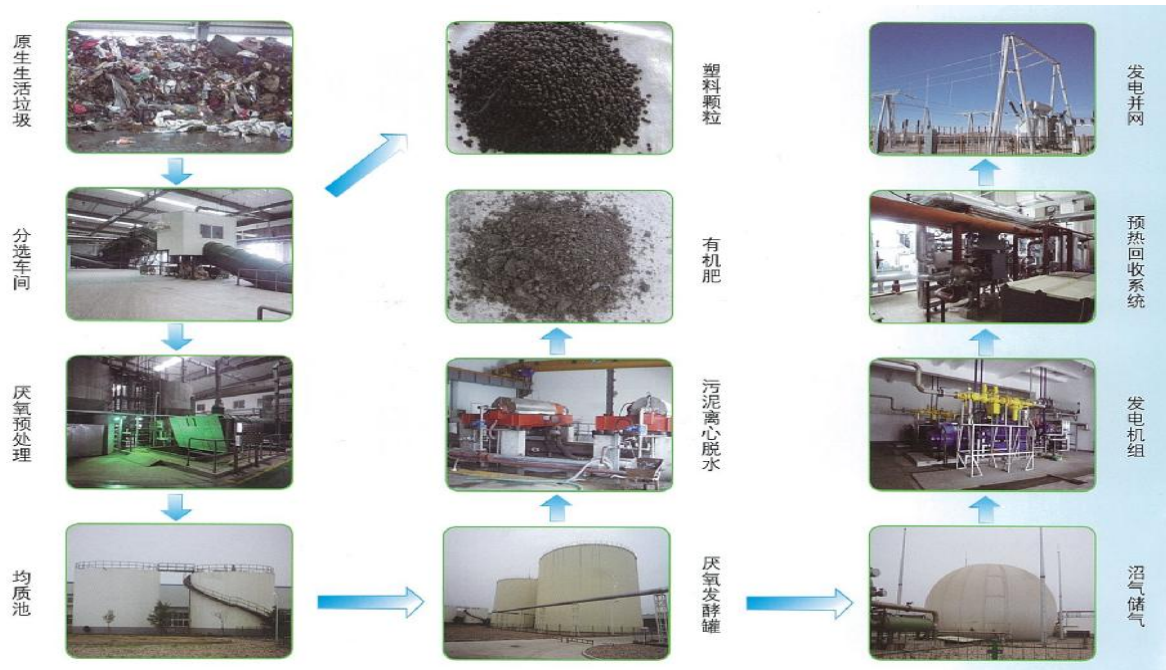 原生生活垃圾
塑料颗粒
发电并网
分选车间
有机肥
预热回收系统
厌氧预处理
污泥离心脱水
发电机组
均质池
厌氧发酵罐
沼气储气